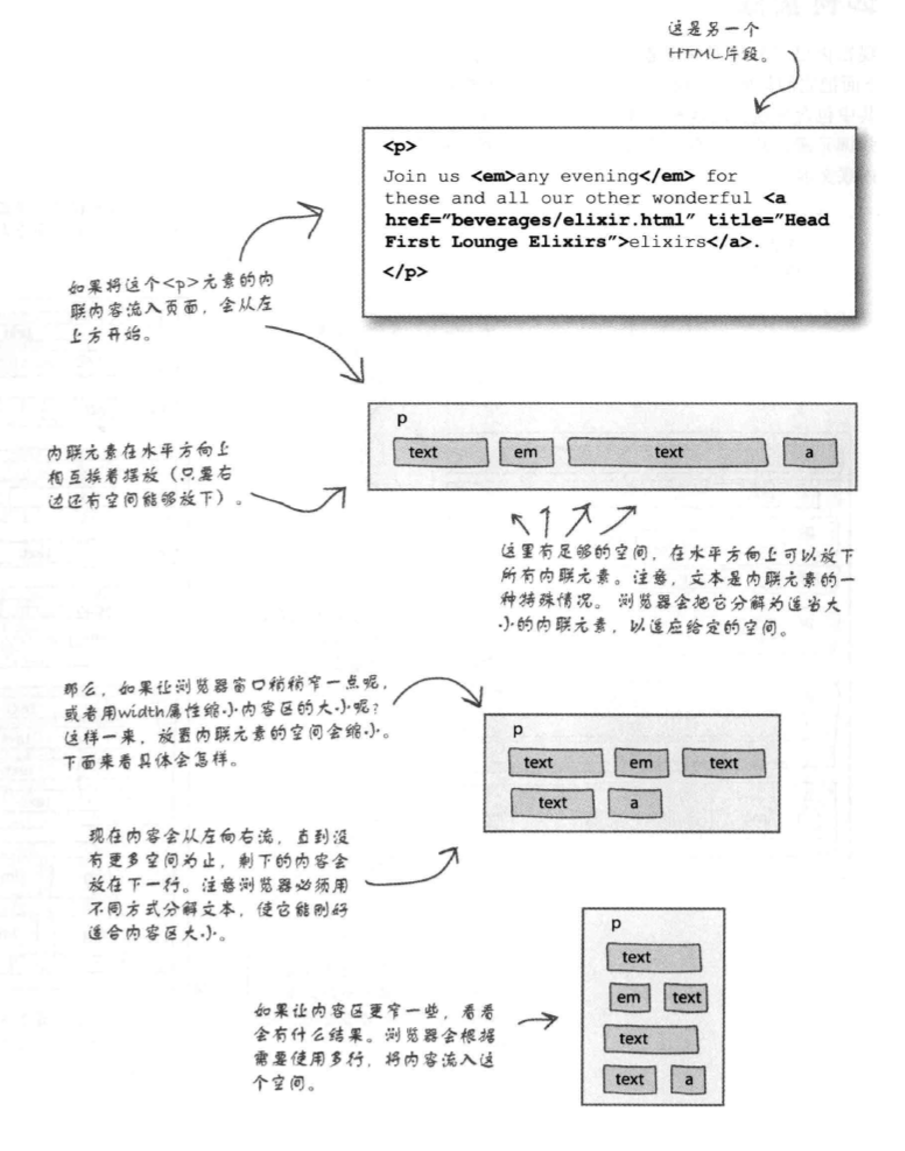 这是另一个
HTML片段。
<p>
Join us <em>any evening</em> for
these and all our other wonderful <a
href="beverages/elixir.html" title="Head
First Lounge Elixirs">elixirs</a>.
</p>
如果将这个<p>元素的内
联内容流入页面，会从左
上方开始。
p
text em text a
内联元素在水平方向上
相互挨着摆放（只要右
边还有空间能够放下）。
这里有足够的空间，在水平方向上可以放下
所有内联元素。注意，文本是内联元素的一
种特殊情况。浏览器会把它分解为适当大
小的内联元素，以适应给定的空间。
那么，如果让浏览器窗口稍稍窄一点呢，
或者用width属性缩小内容区的大小呢？
这样一来，放置内联元素的空间会缩小。
下面来看具体会怎样。
p
text em text
text a
现在内容会从左向右流，直到没
有更多空间为止，剩下的内容会
放在下一行。注意浏览器必须用
不同方式分解文本，使它能刚好
适合内容区大小。
如果让内容区更窄一些，看看
会有什么结果。浏览器会根据
需要使用多行，将内容流入这
个空间。
p
text
em text
text
text a